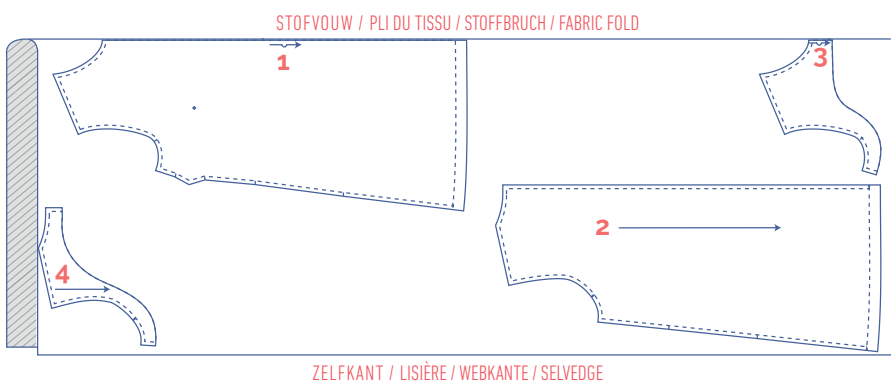 STOFVOUW / PLI DU TISSU / STOFFBRUCH / FABRIC FOLD
1
3
2
4
ZELFKANT / LISIÈRE / WEBKANTE / SELVEDGE